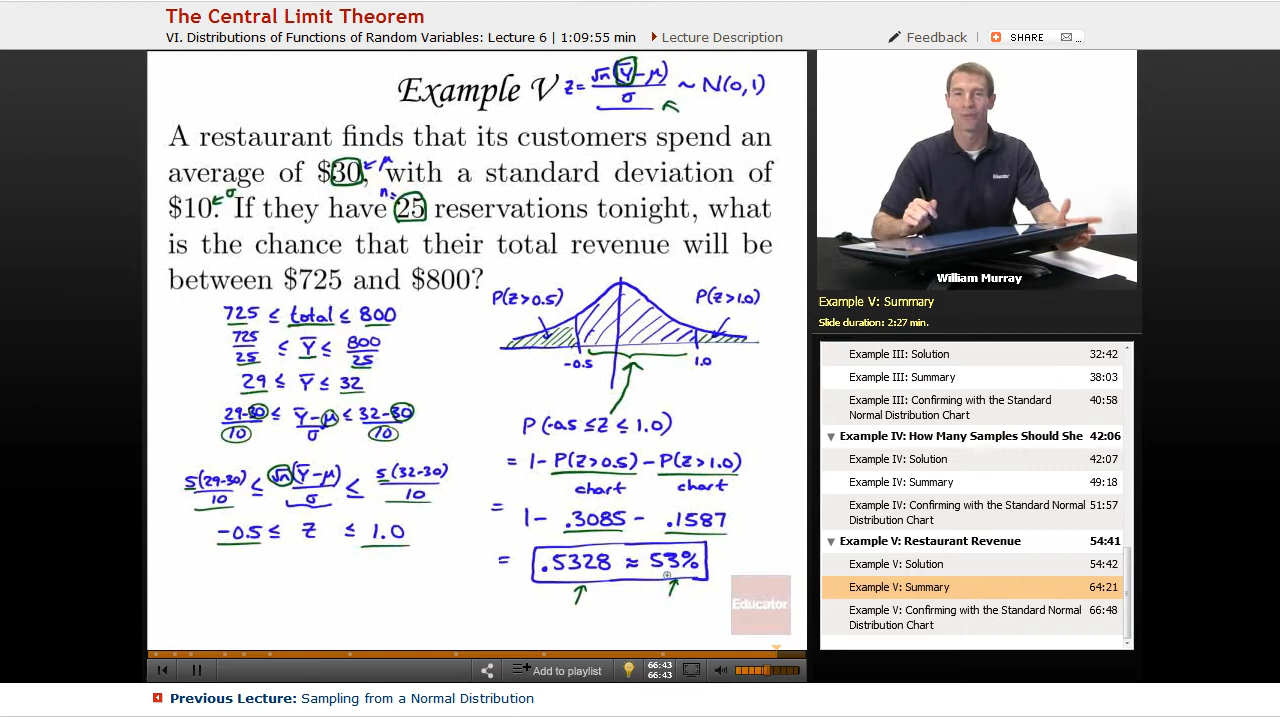 The Central Limit Theorem
VI. Distributions of Functions of Random Variables: Lecture 6 | 1:09:55 min
Lecture Description
Feedback
SHARE
Example V
z = √n(Ȳ−μ)/σ ~ N(0,1)
A restaurant finds that its customers spend an
average of $30, ← μ with a standard deviation of
$10. ← σ If they have n = 25 reservations tonight, what
is the chance that their total revenue will be
between $725 and $800?
725 ≤ total ≤ 800
725/25 ≤ Ȳ ≤ 800/25
29 ≤ Ȳ ≤ 32
29-30/10 ≤ Ȳ−μ/σ ≤ 32-30/10
5(29-30)/10 ≤ √n(Ȳ−μ)/σ ≤ 5(32-30)/10
-0.5 ≤ Z ≤ 1.0
P(Z>0.5)
P(Z>1.0)
-0.5
1.0
P(-0.5 ≤ Z ≤ 1.0)
= 1 - P(Z>0.5) - P(Z>1.0)
chart chart
= 1 - .3085 - .1587
= .5328 ≈ 53%
Educator
Add to playlist
66:43
66:43
Educator
William Murray
Example V: Summary
Slide duration: 2:27 min.
Example III: Solution 32:42
Example III: Summary 38:03
Example III: Confirming with the Standard 40:58
Normal Distribution Chart
Example IV: How Many Samples Should She 42:06
Example IV: Solution 42:07
Example IV: Summary 49:18
Example IV: Confirming with the Standard Normal 51:57
Distribution Chart
Example V: Restaurant Revenue 54:41
Example V: Solution 54:42
Example V: Summary 64:21
Example V: Confirming with the Standard Normal 66:48
Distribution Chart
Previous Lecture: Sampling from a Normal Distribution